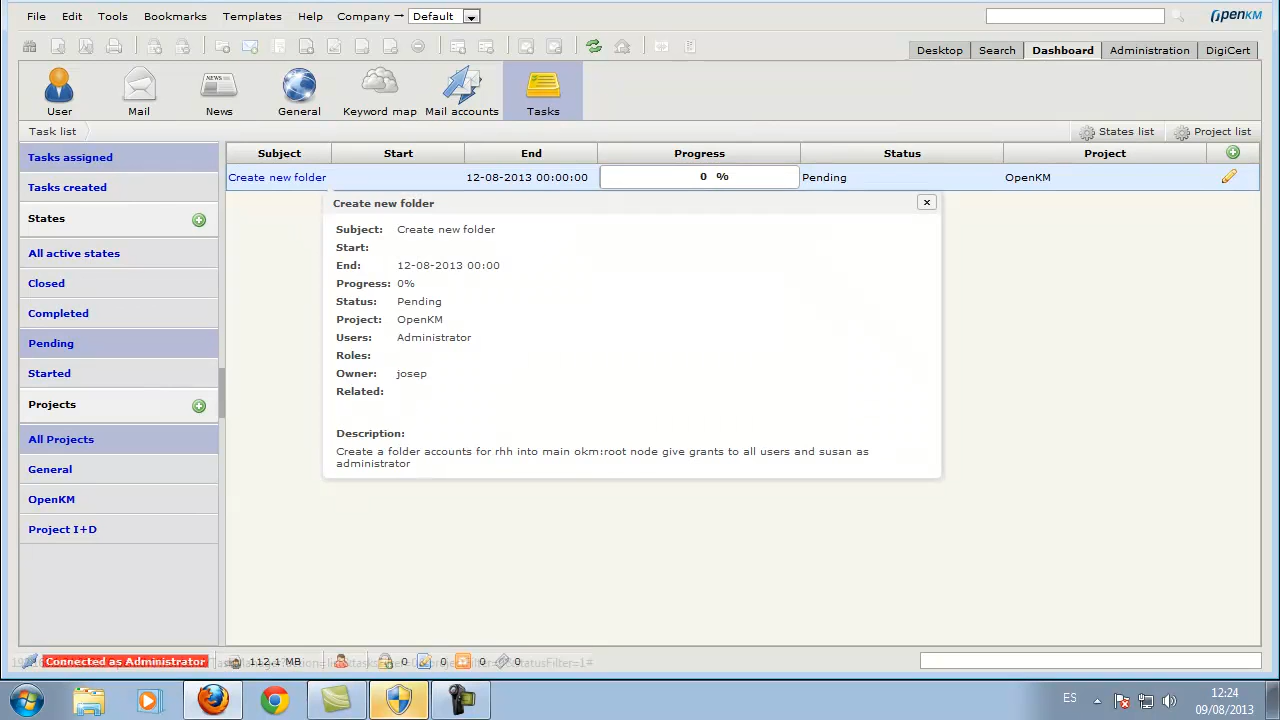 File Edit Tools Templates Help Company → Default
OPENKM
Desktop Search Dashboard Administration DigiCert
NEWS
User Mail News General Keyword map Mail accounts Tasks
Task list States list Project list
Tasks assigned
Tasks created
States
All active states
Closed
Completed
Pending
Started
Projects
All Projects
General
OpenKM
Project I+D
Subject Start End Progress Status Project
Create new folder 12-08-2013 00:00:00 0 % Pending OpenKM
Create new folder
Subject: Create new folder
Start:
End: 12-08-2013 00:00
Progress: 0%
Status: Pending
Project: OpenKM
Users: Administrator
Roles:
Owner: josep
Related:
Description:
Create a folder accounts for rhh into main okm:root node give grants to all users and susan as
administrator
Connected as Administrator 112.1 MB 0 0 0 0
ES 12:24
09/08/2013